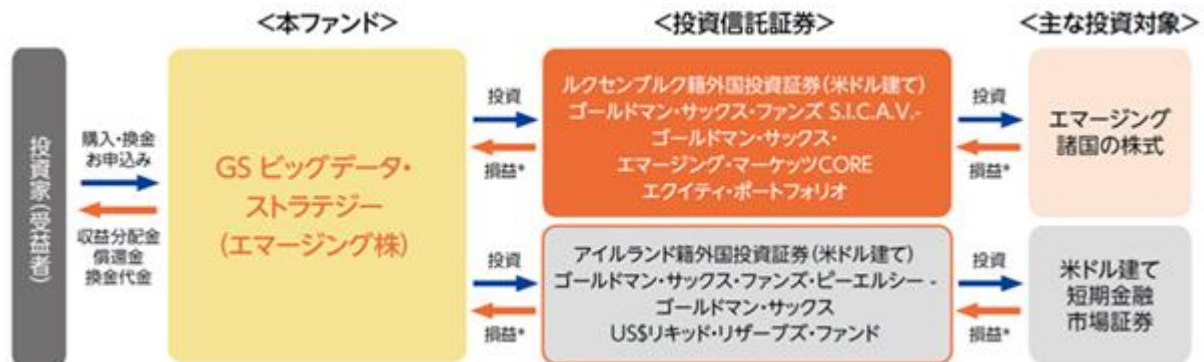 <本ファンド>
<投資信託証券>
<主な投資対象>
投資家(受益者)
購入・換金
お申込み
収益分配金
償還金
換金代金
GS ビッグデータ・
ストラテジー
(エマージング株)
投資
損益*
ルクセンブルク籍外国投資証券(米ドル建て)
ゴールドマン・サックス・ファンズ S.I.C.A.V.-
ゴールドマン・サックス・
エマージング・マーケッツCORE
エクイティ・ポートフォリオ
投資
損益*
エマージング
諸国の株式
投資
損益*
アイルランド籍外国投資証券(米ドル建て)
ゴールドマン・サックス・ファンズ・ピーエルシー -
ゴールドマン・サックス
US$リキッド・リザーブズ・ファンド
投資
損益*
米ドル建て
短期金融
市場証券